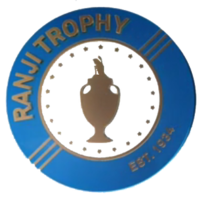 RANJI TROPHY
EST. 1934